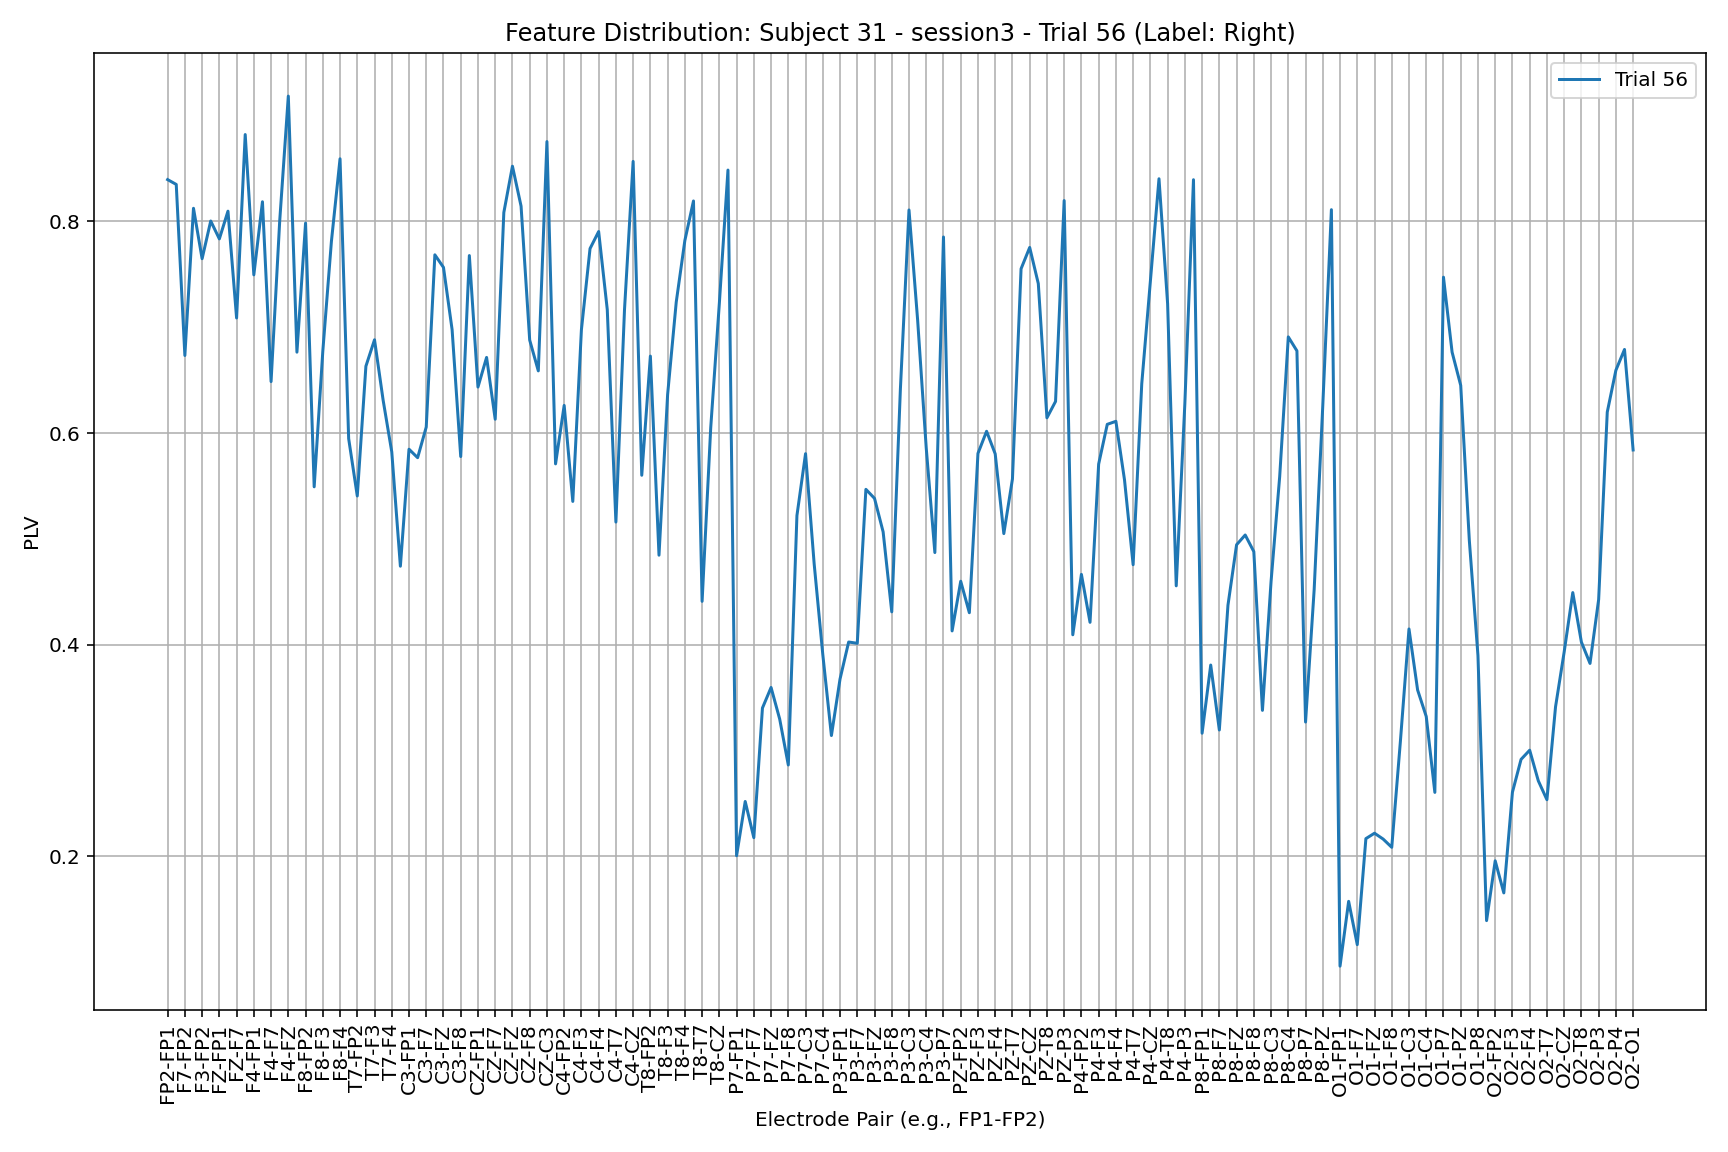 Feature Distribution: Subject 31 - session3 - Trial 56 (Label: Right)
Trial 56
PLV
0.8
0.6
0.4
0.2
FP2-FP1
F7-FP2
F3-FP2
FZ-FP1
FZ-F7
F4-FP1
F4-F7
F4-FZ
F8-FP2
F8-F3
F8-F4
T7-FP2
T7-F3
T7-F4
C3-FP1
C3-F7
C3-FZ
C3-F8
CZ-FP1
CZ-F7
CZ-FZ
CZ-F8
CZ-C3
C4-FP2
C4-F3
C4-F4
C4-T7
C4-CZ
T8-FP2
T8-F3
T8-F4
T8-T7
T8-CZ
P7-FP1
P7-F7
P7-FZ
P7-F8
P7-C3
P7-C4
P3-FP1
P3-F7
P3-FZ
P3-F8
P3-C3
P3-C4
P3-P7
PZ-FP2
PZ-F3
PZ-F4
PZ-T7
PZ-CZ
PZ-T8
PZ-P3
P4-FP2
P4-F3
P4-F4
P4-T7
P4-CZ
P4-T8
P4-P3
P8-FP1
P8-F7
P8-FZ
P8-F8
P8-C3
P8-C4
P8-P7
P8-PZ
O1-FP1
O1-F7
O1-FZ
O1-F8
O1-C3
O1-C4
O1-P7
O1-PZ
O1-P8
O2-FP2
O2-F3
O2-F4
O2-T7
O2-CZ
O2-T8
O2-P3
O2-P4
O2-O1
Electrode Pair (e.g., FP1-FP2)